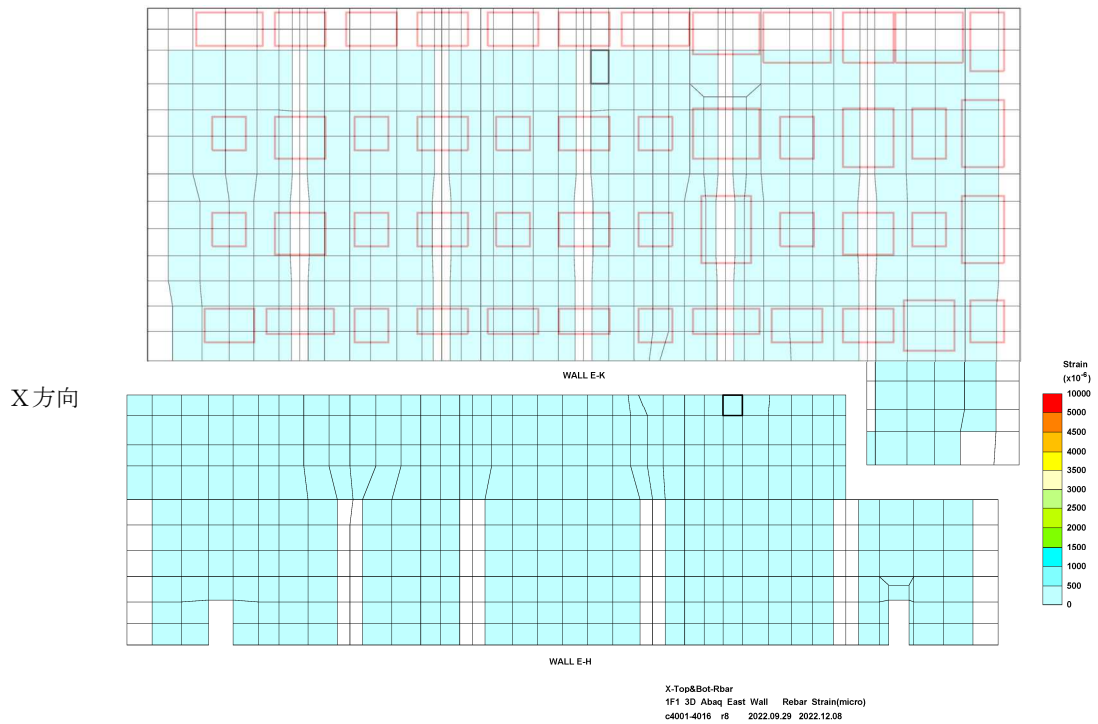 WALL E-K
X方向
Strain
(x10⁻⁶)
10000
5000
4500
4000
3500
3000
2500
2000
1500
1000
500
0
WALL E-H
X-Top&Bot-Rbar
1F1 3D Abaq East Wall Rebar Strain(micro)
c4001-4016 r8 2022.09.29 2022.12.08